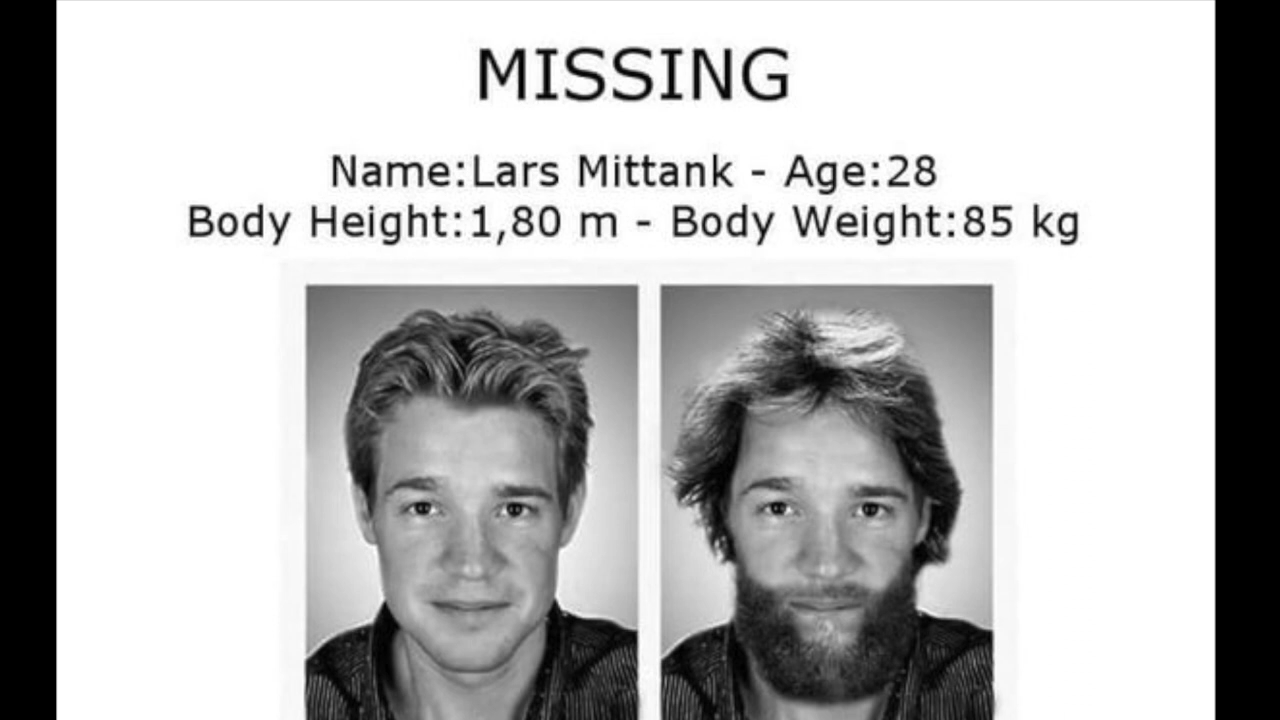 MISSING
Name:Lars Mittank - Age:28
Body Height:1,80 m - Body Weight:85 kg